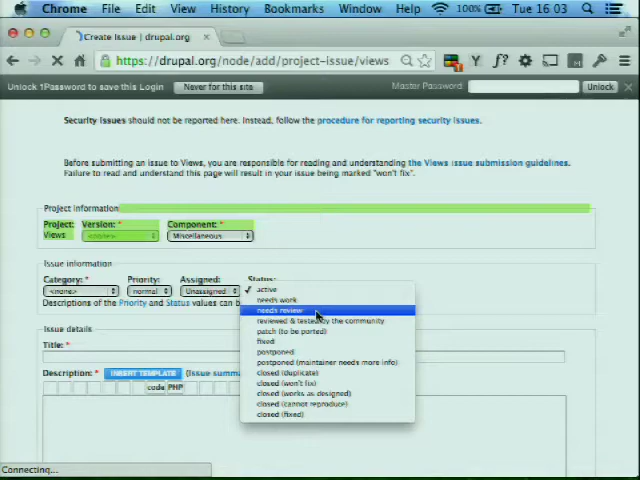 Chrome File Edit View History Bookmarks Window Help 100% Tue 16 03
Create Issue | drupal.org
https://drupal.org/node/add/project-issue/views
Unlock 1Password to save this Login Never for this site Master Password: Unlock
Security issues should not be reported here. Instead, follow the procedure for reporting security issues.
Before submitting an issue to Views, you are responsible for reading and understanding the Views issue submission guidelines.
Failure to read and understand this page will result in your issue being marked "won't fix".
Project information
Project: Version: * Component: *
Views <none> Miscellaneous
Issue information
Category: * Priority: Assigned: Status:
<none> normal Unassigned
Descriptions of the Priority and Status values can b
✓ active
needs work
needs review
reviewed & tested by the community
patch (to be ported)
fixed
postponed
postponed (maintainer needs more info)
closed (duplicate)
closed (won't fix)
closed (works as designed)
closed (cannot reproduce)
closed (fixed)
Issue details
Title: *
Description: * INSERT TEMPLATE (Issue summa
code PHP
Connecting...